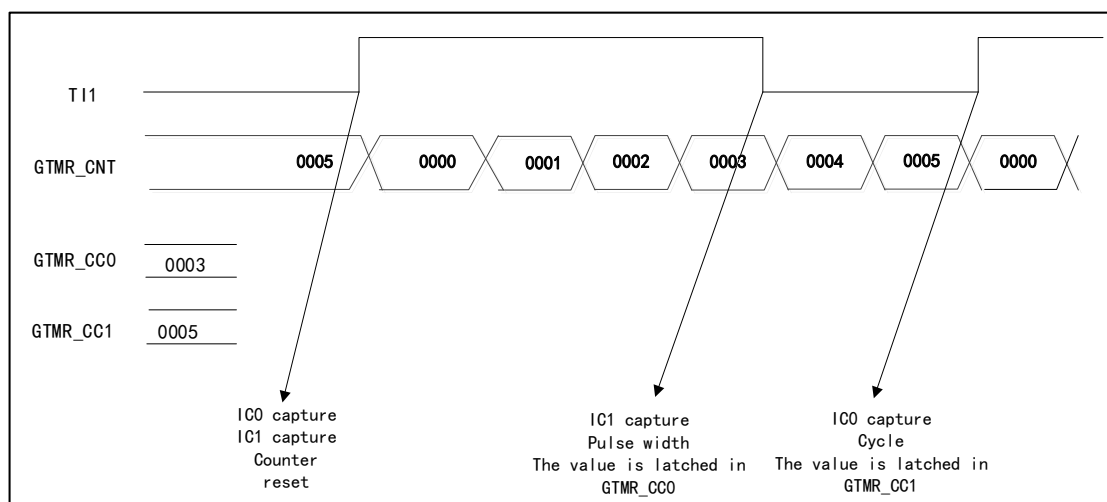 TI1
GTMR_CNT
0005 0000 0001 0002 0003 0004 0005 0000
GTMR_CC0 0003
GTMR_CC1 0005
IC0 capture
IC1 capture
Counter
reset
IC1 capture
Pulse width
The value is latched in
GTMR_CC0
IC0 capture
Cycle
The value is latched in
GTMR_CC1